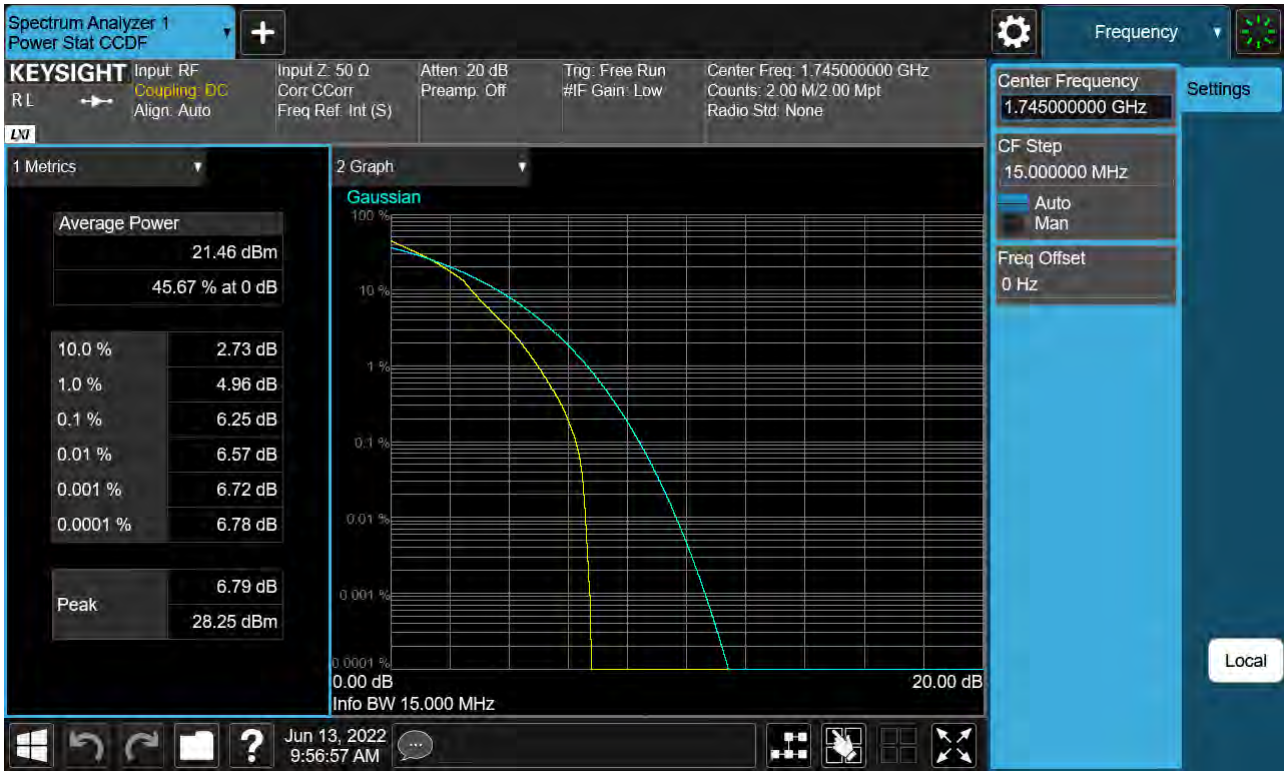 Spectrum Analyzer 1
Power Stat CCDF
Frequency
KEYSIGHT
R L
LXI
Input: RF
Coupling: DC
Align: Auto
Input Z: 50 Ω
Corr CCorr
Freq Ref: Int (S)
Atten: 20 dB
Preamp: Off
Trig: Free Run
#IF Gain: Low
Center Freq: 1.745000000 GHz
Counts: 2.00 M/2.00 Mpt
Radio Std: None
Center Frequency
1.745000000 GHz
Settings
CF Step
15.000000 MHz
Auto
Man
Freq Offset
0 Hz
Local
1 Metrics
Average Power
21.46 dBm
45.67 % at 0 dB
10.0 % 2.73 dB
1.0 % 4.96 dB
0.1 % 6.25 dB
0.01 % 6.57 dB
0.001 % 6.72 dB
0.0001 % 6.78 dB
Peak
6.79 dB
28.25 dBm
2 Graph
Gaussian
100 %
10 %
1 %
0.1 %
0.01 %
0.001 %
0.0001 %
0.00 dB 20.00 dB
Info BW 15.000 MHz
?
Jun 13, 2022
9:56:57 AM